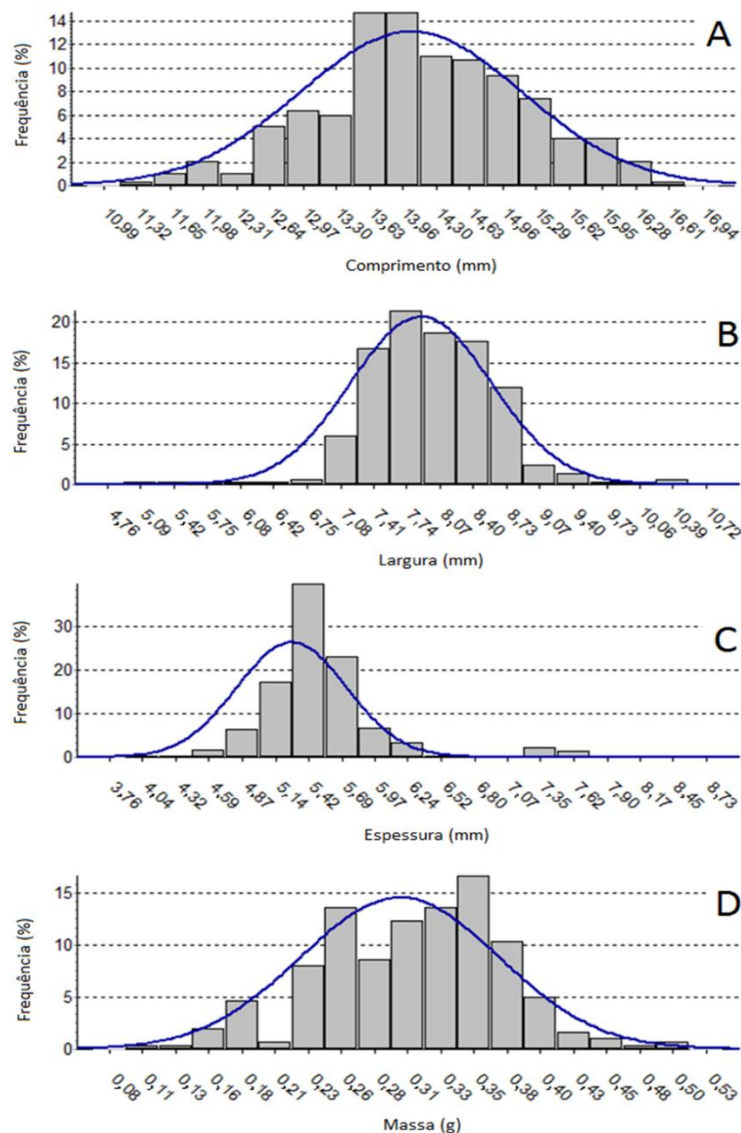 A
Frequência (%)
14
12
10
8
6
4
2
0
10,99 11,32 11,65 11,98 12,31 12,64 12,97 13,30 13,63 13,96 14,30 14,63 14,96 15,29 15,62 15,95 16,28 16,61 16,94
Comprimento (mm)
B
Frequência (%)
20
15
10
5
0
4,76 5,09 5,42 5,75 6,08 6,42 6,75 7,08 7,41 7,74 8,07 8,40 8,73 9,07 9,40 9,73 10,06 10,39 10,72
Largura (mm)
C
Frequência (%)
30
20
10
0
3,76 4,04 4,32 4,59 4,87 5,14 5,42 5,69 5,97 6,24 6,52 6,80 7,07 7,35 7,62 7,90 8,17 8,45 8,73
Espessura (mm)
D
Frequência (%)
15
10
5
0
0,08 0,11 0,13 0,16 0,18 0,21 0,23 0,26 0,28 0,31 0,33 0,35 0,38 0,40 0,43 0,45 0,48 0,50 0,53
Massa (g)